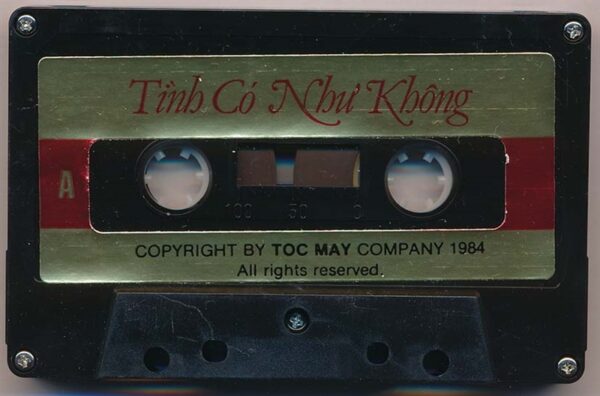 Tình Có Như Không
A
100 50 0
COPYRIGHT BY TOC MAY COMPANY 1984
All rights reserved.